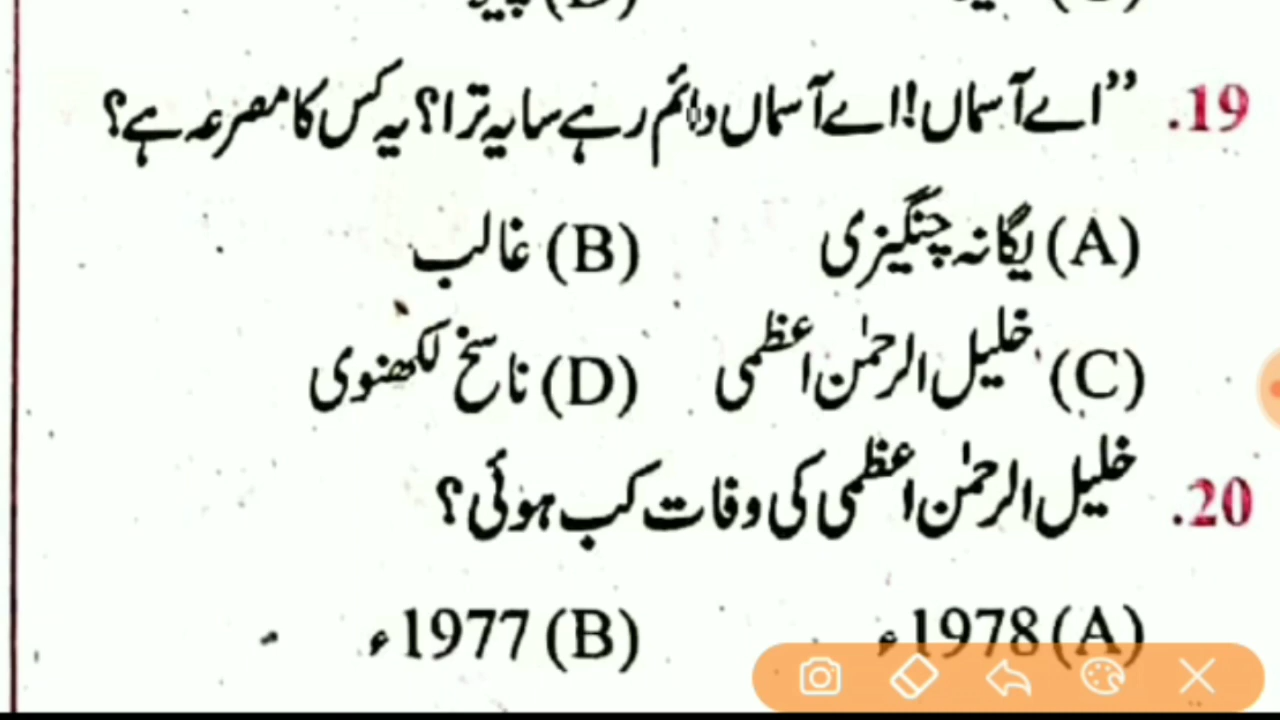 19. ”اے آسماں! اے آسماں دائم رہے سایہ ترا؟ یہ کس کا مصرعہ ہے؟
(A) یگانہ چنگیزی (B) غالب
(C) خلیل الرحمٰن اعظمی (D) ناسخ لکھنوی
20. خلیل الرحمٰن اعظمی کی وفات کب ہوئی؟
(A) 1978ء (B) 1977ء